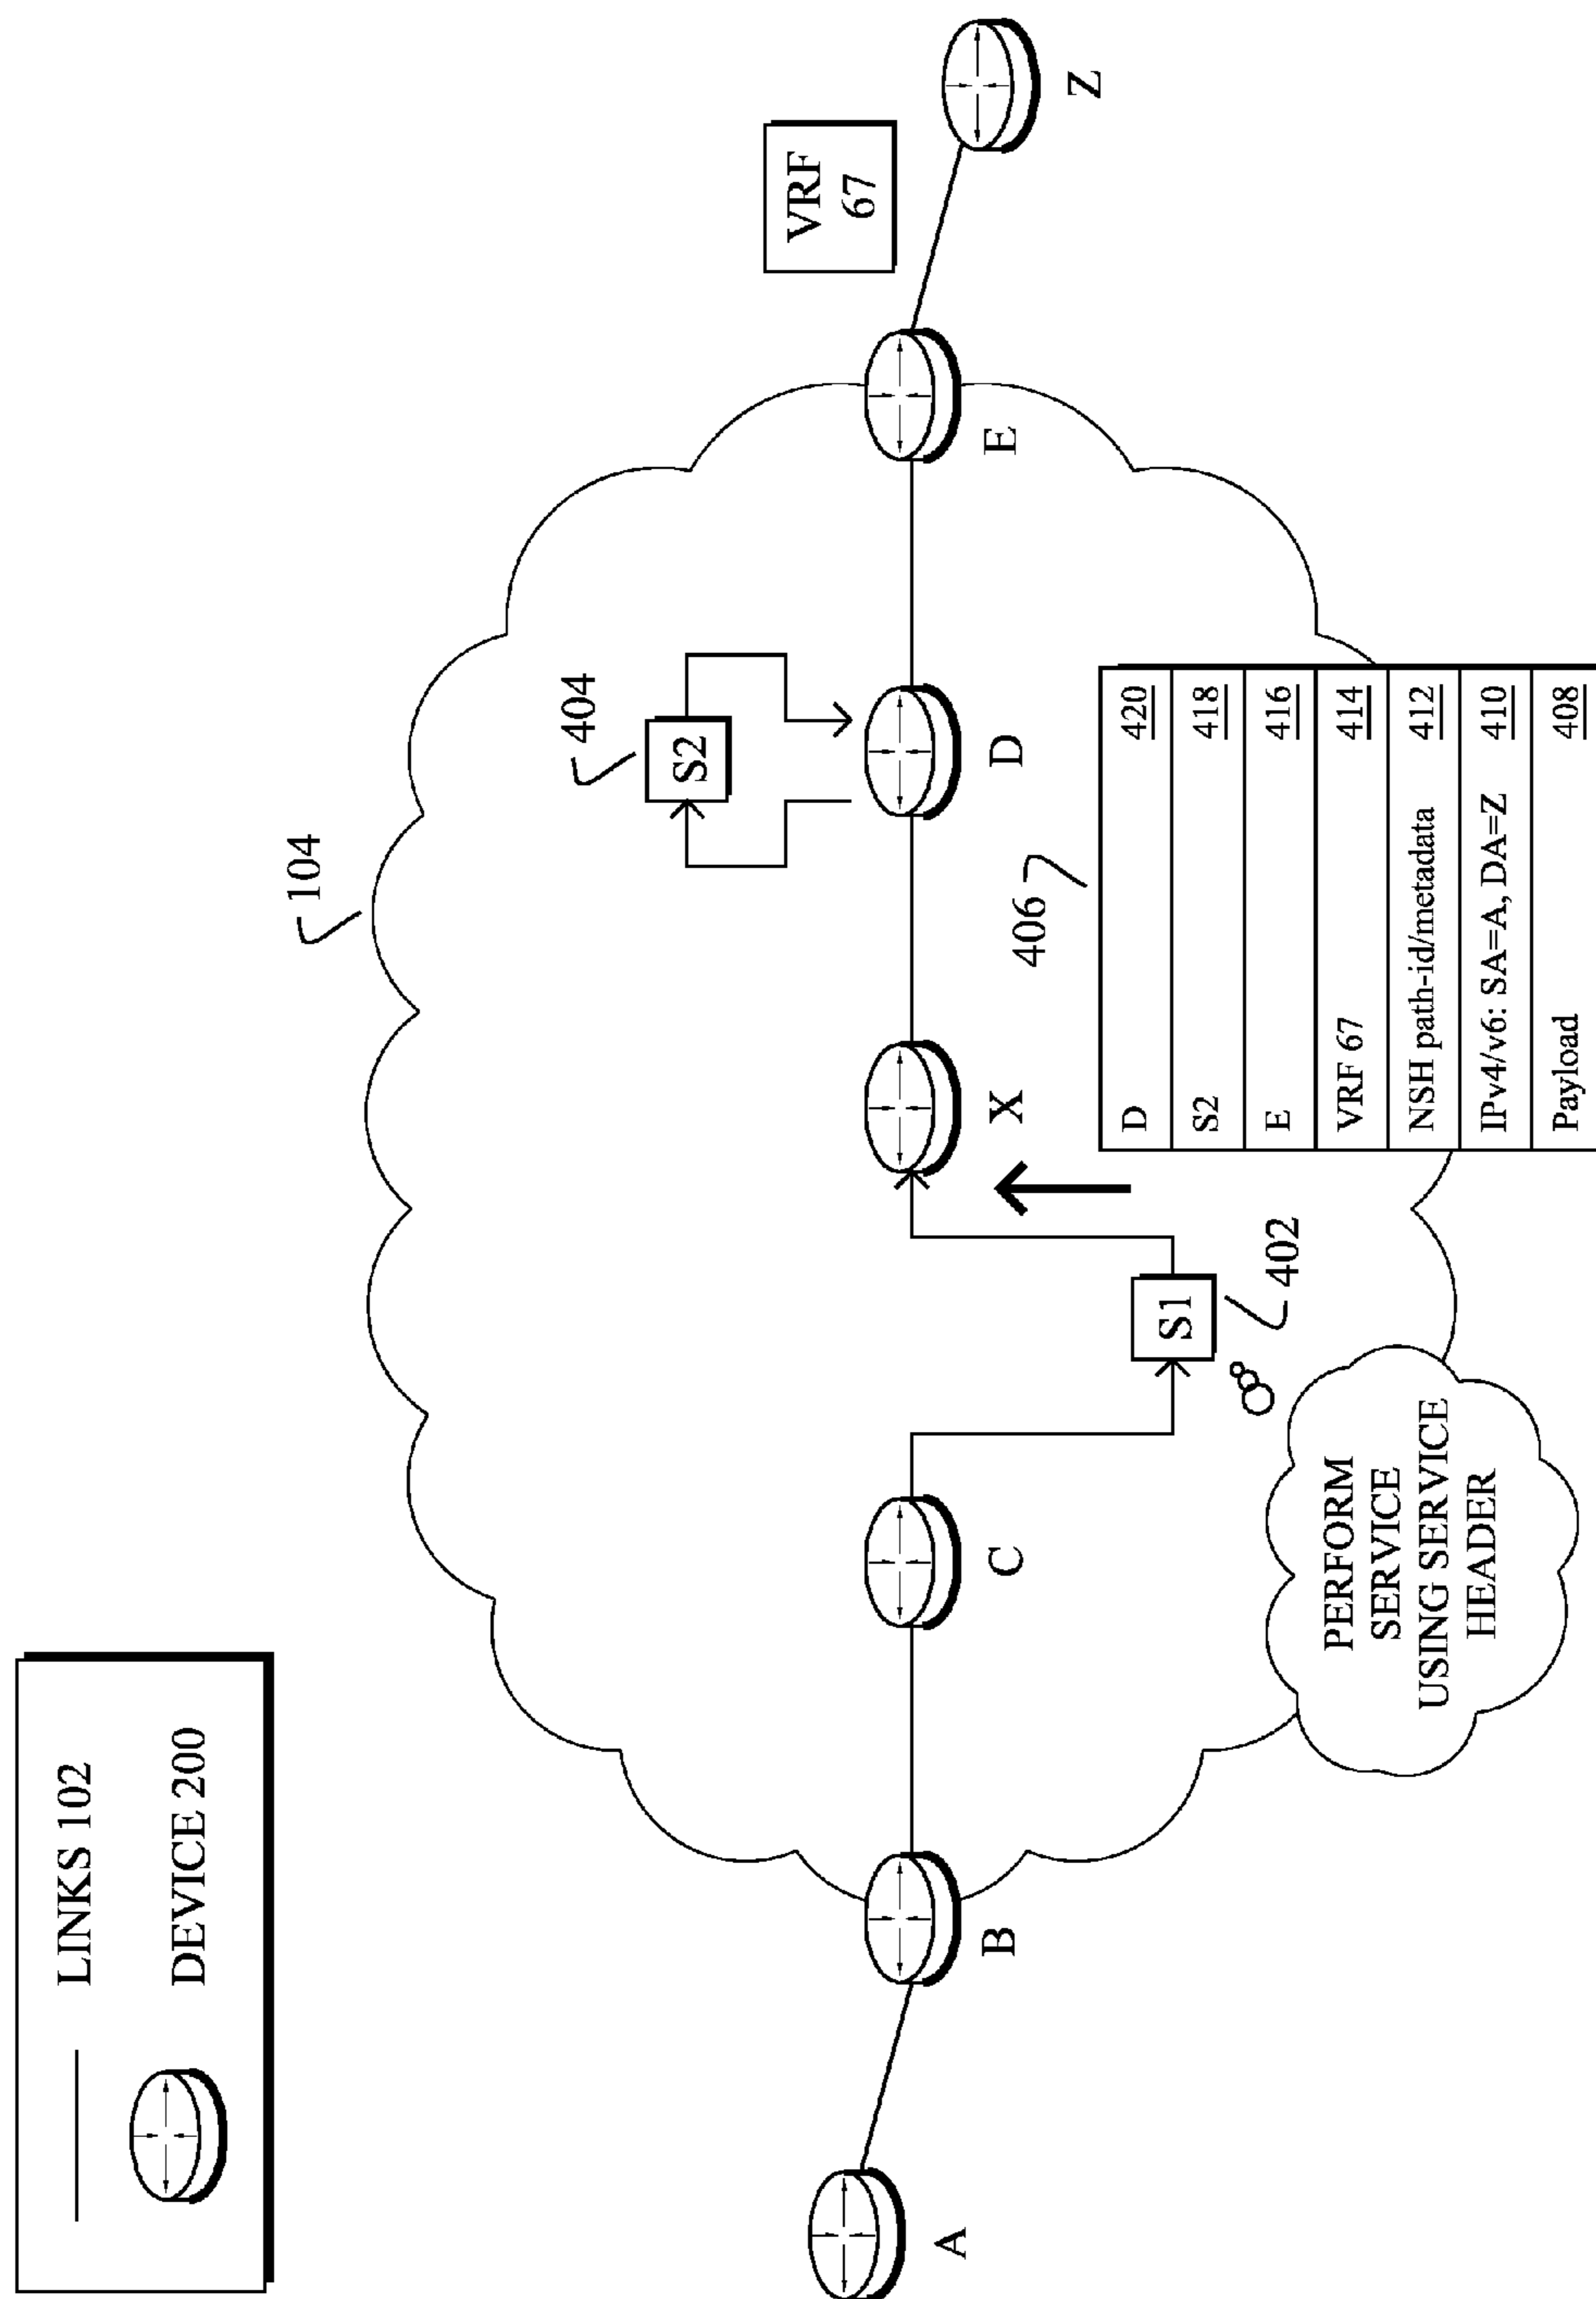 LINKS 102
DEVICE 200
104
404
S2
VRF
67
A
B
C
X
D
E
Z
S1
402
406
PERFORM
SERVICE
USING SERVICE
HEADER
D 420
S2 418
E 416
VRF 67 414
NSH path-id/metadata 412
IPv4/v6: SA=A, DA=Z 410
Payload 408